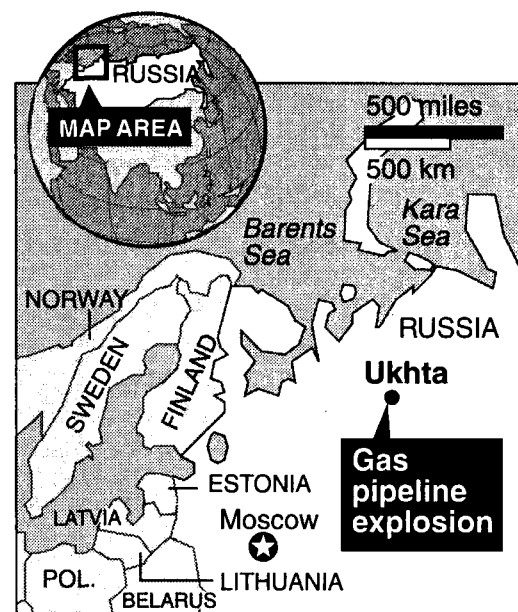 RUSSIA
MAP AREA
500 miles
500 km
Barents
Sea
Kara
Sea
NORWAY
SWEDEN
FINLAND
RUSSIA
Ukhta
Gas
pipeline
explosion
ESTONIA
LATVIA
Moscow
LITHUANIA
POL.
BELARUS